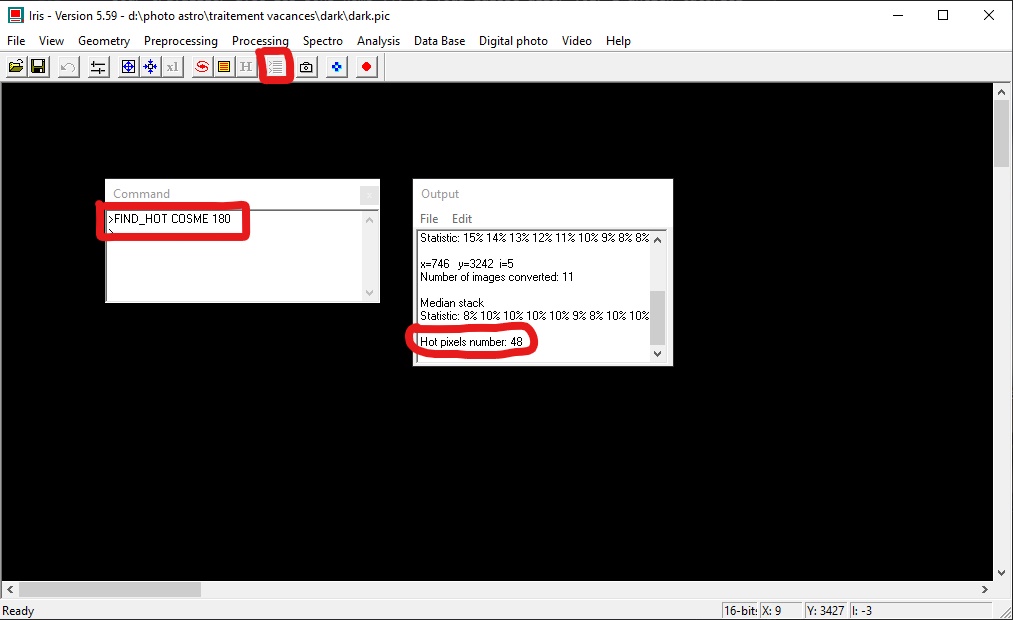 Iris - Version 5.59 - d:\photo astro\traitement vacances\dark\dark.pic
File View Geometry Preprocessing Processing Spectro Analysis Data Base Digital photo Video Help
x1 H
Command
>FIND_HOT COSME 180
Output
File Edit
Statistic: 15% 14% 13% 12% 11% 10% 9% 8% 8%
x=746 y=3242 i=5
Number of images converted: 11
Median stack
Statistic: 8% 10% 10% 10% 10% 9% 8% 10% 10%
Hot pixels number: 48
Ready 16-bit: X: 9 Y: 3427 I: -3